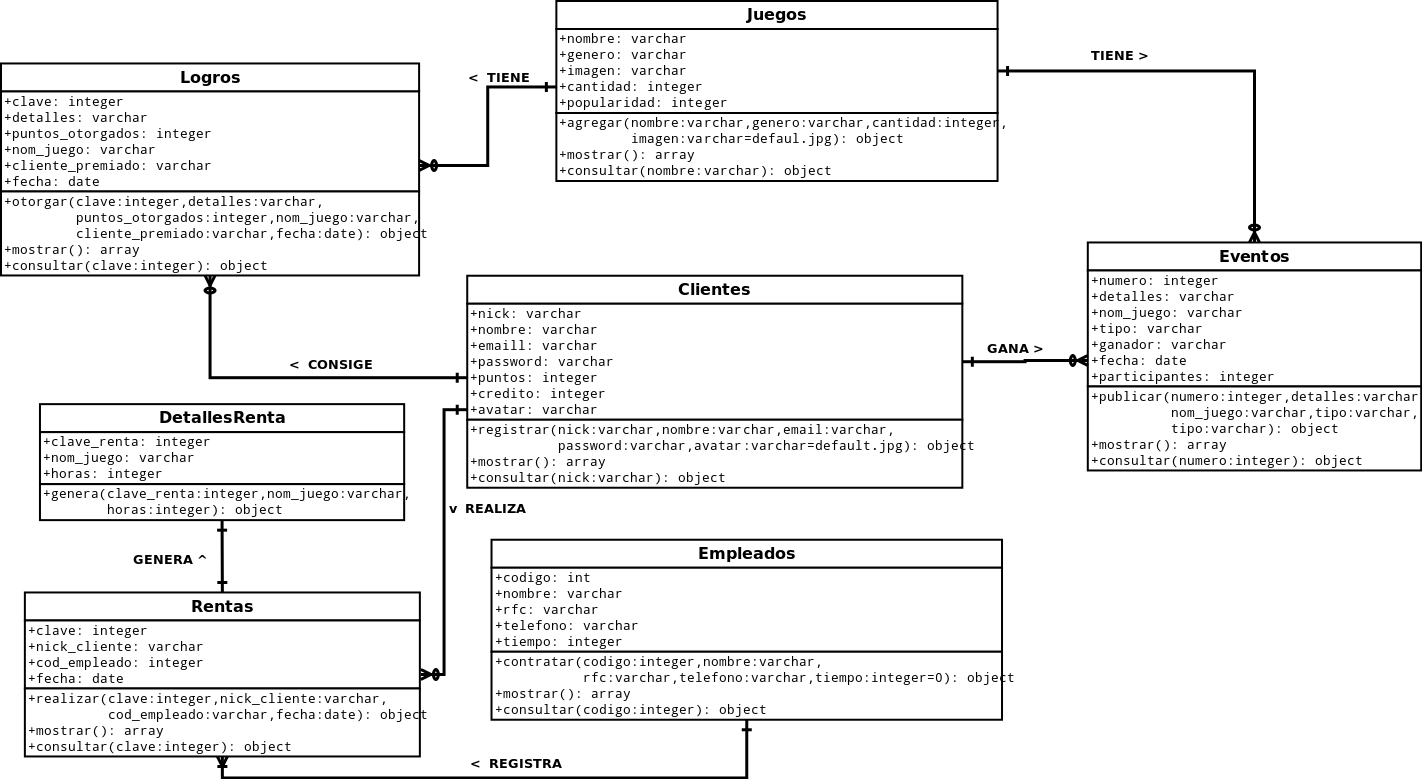 Juegos
+nombre: varchar
+genero: varchar
+imagen: varchar
+cantidad: integer
+popularidad: integer
+agregar(nombre:varchar,genero:varchar,cantidad:integer,
imagen:varchar=defaul.jpg): object
+mostrar(): array
+consultar(nombre:varchar): object
< TIENE
TIENE >
Logros
+clave: integer
+detalles: varchar
+puntos_otorgados: integer
+nom_juego: varchar
+cliente_premiado: varchar
+fecha: date
+otorgar(clave:integer,detalles:varchar,
puntos_otorgados:integer,nom_juego:varchar,
cliente_premiado:varchar,fecha:date): object
+mostrar(): array
+consultar(clave:integer): object
Eventos
+numero: integer
+detalles: varchar
+nom_juego: varchar
+tipo: varchar
+ganador: varchar
+fecha: date
+participantes: integer
+publicar(numero:integer,detalles:varchar
nom_juego:varchar,tipo:varchar,
tipo:varchar): object
+mostrar(): array
+consultar(numero:integer): object
Clientes
+nick: varchar
+nombre: varchar
+emaill: varchar
+password: varchar
+puntos: integer
+credito: integer
+avatar: varchar
+registrar(nick:varchar,nombre:varchar,email:varchar,
password:varchar,avatar:varchar=default.jpg): object
+mostrar(): array
+consultar(nick:varchar): object
GANA >
< CONSIGE
DetallesRenta
+clave_renta: integer
+nom_juego: varchar
+horas: integer
+genera(clave_renta:integer,nom_juego:varchar,
horas:integer): object
v REALIZA
GENERA ^
Empleados
+codigo: int
+nombre: varchar
+rfc: varchar
+telefono: varchar
+tiempo: integer
+contratar(codigo:integer,nombre:varchar,
rfc:varchar,telefono:varchar,tiempo:integer=0): object
+mostrar(): array
+consultar(codigo:integer): object
Rentas
+clave: integer
+nick_cliente: varchar
+cod_empleado: integer
+fecha: date
+realizar(clave:integer,nick_cliente:varchar,
cod_empleado:varchar,fecha:date): object
+mostrar(): array
+consultar(clave:integer): object
< REGISTRA